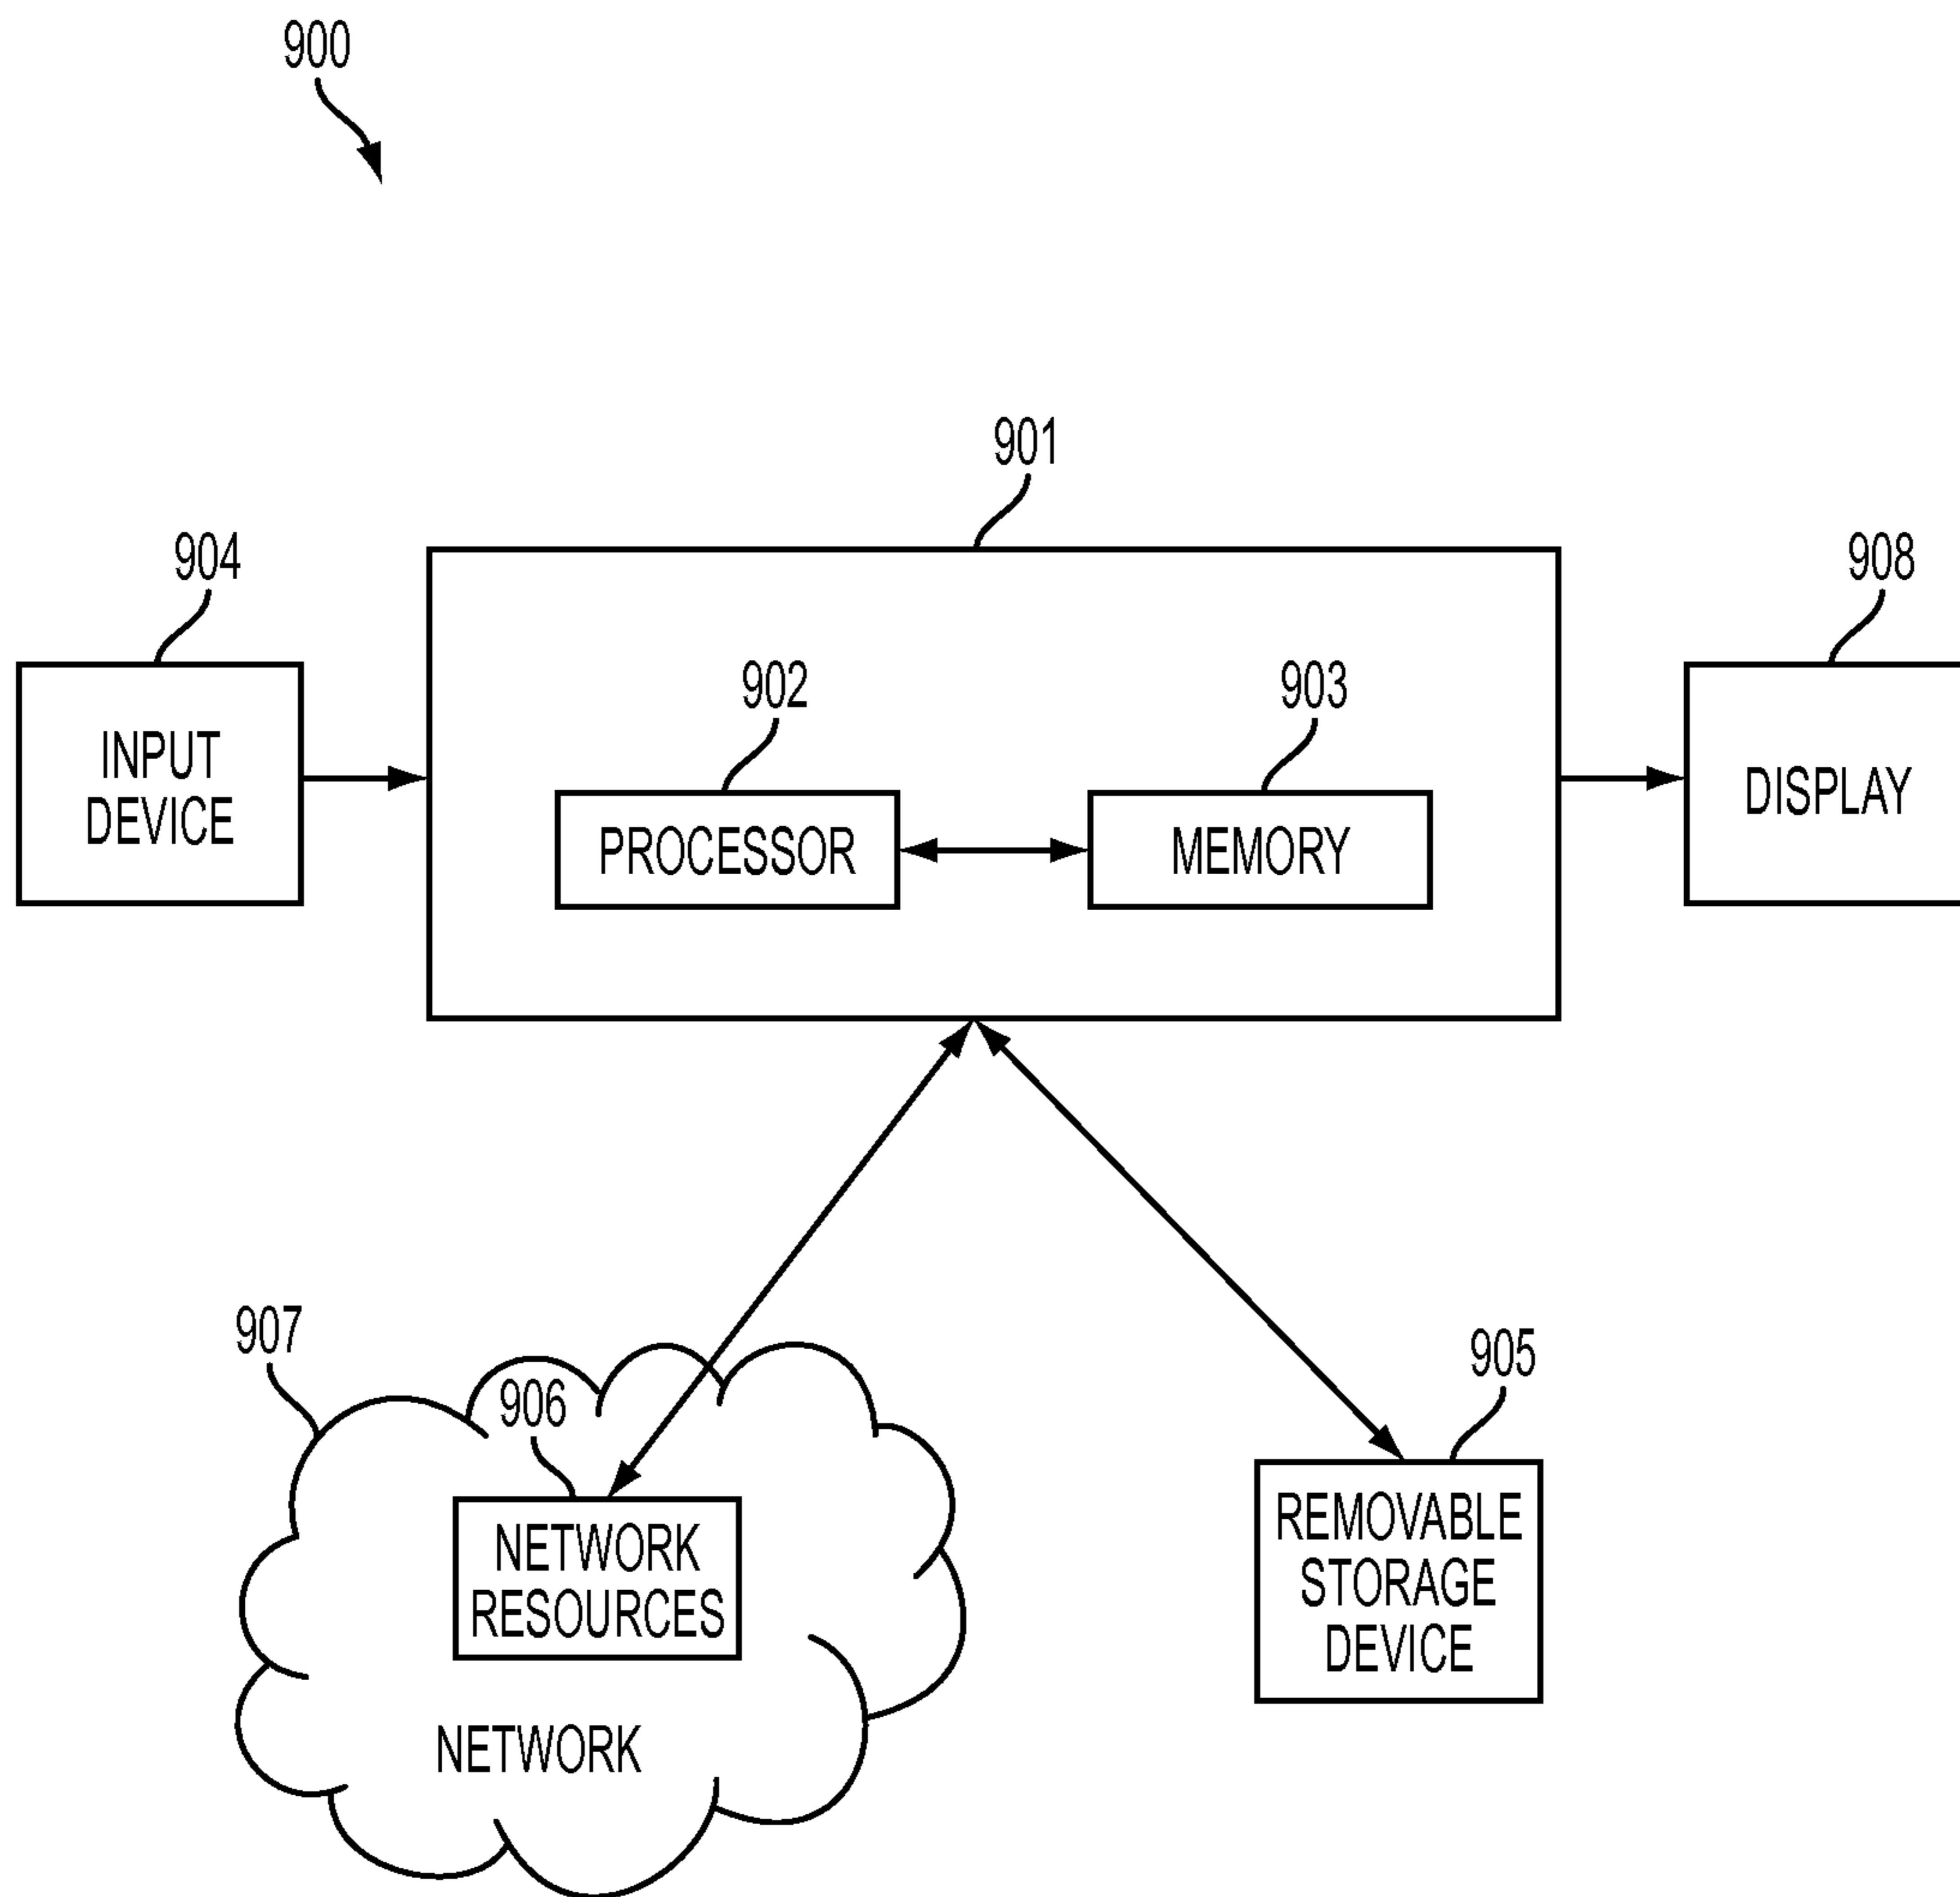 900
901
904
908
902
903
INPUT
DEVICE
PROCESSOR
MEMORY
DISPLAY
907
906
905
NETWORK
RESOURCES
REMOVABLE
STORAGE
DEVICE
NETWORK